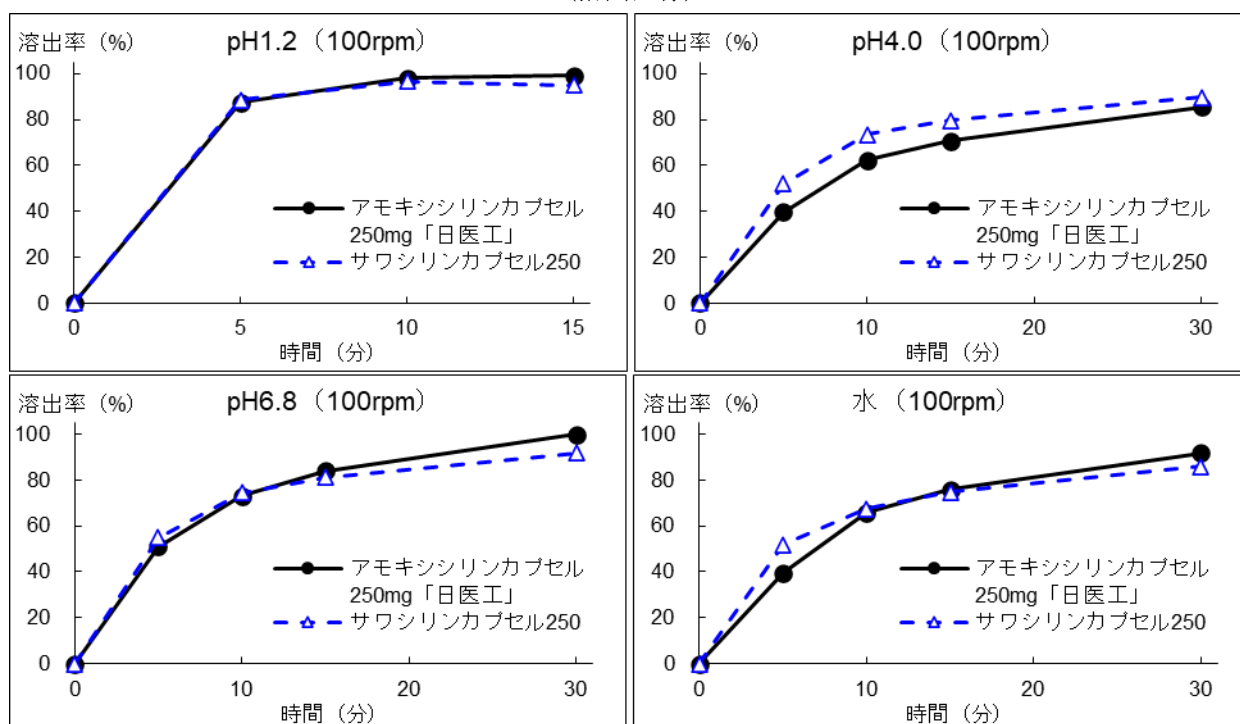 溶出率 (%)
pH1.2（100rpm）
100
80
60
40
20
0
アモキシシリンカプセル
250mg「日医工」
サワシリンカプセル250
0
5
10
15
時間（分）
溶出率 (%)
pH4.0（100rpm）
100
80
60
40
20
0
アモキシシリンカプセル
250mg「日医工」
サワシリンカプセル250
0
10
20
30
時間（分）
溶出率 (%)
pH6.8（100rpm）
100
80
60
40
20
0
アモキシシリンカプセル
250mg「日医工」
サワシリンカプセル250
0
10
20
30
時間（分）
溶出率 (%)
水（100rpm）
100
80
60
40
20
0
アモキシシリンカプセル
250mg「日医工」
サワシリンカプセル250
0
10
20
30
時間（分）